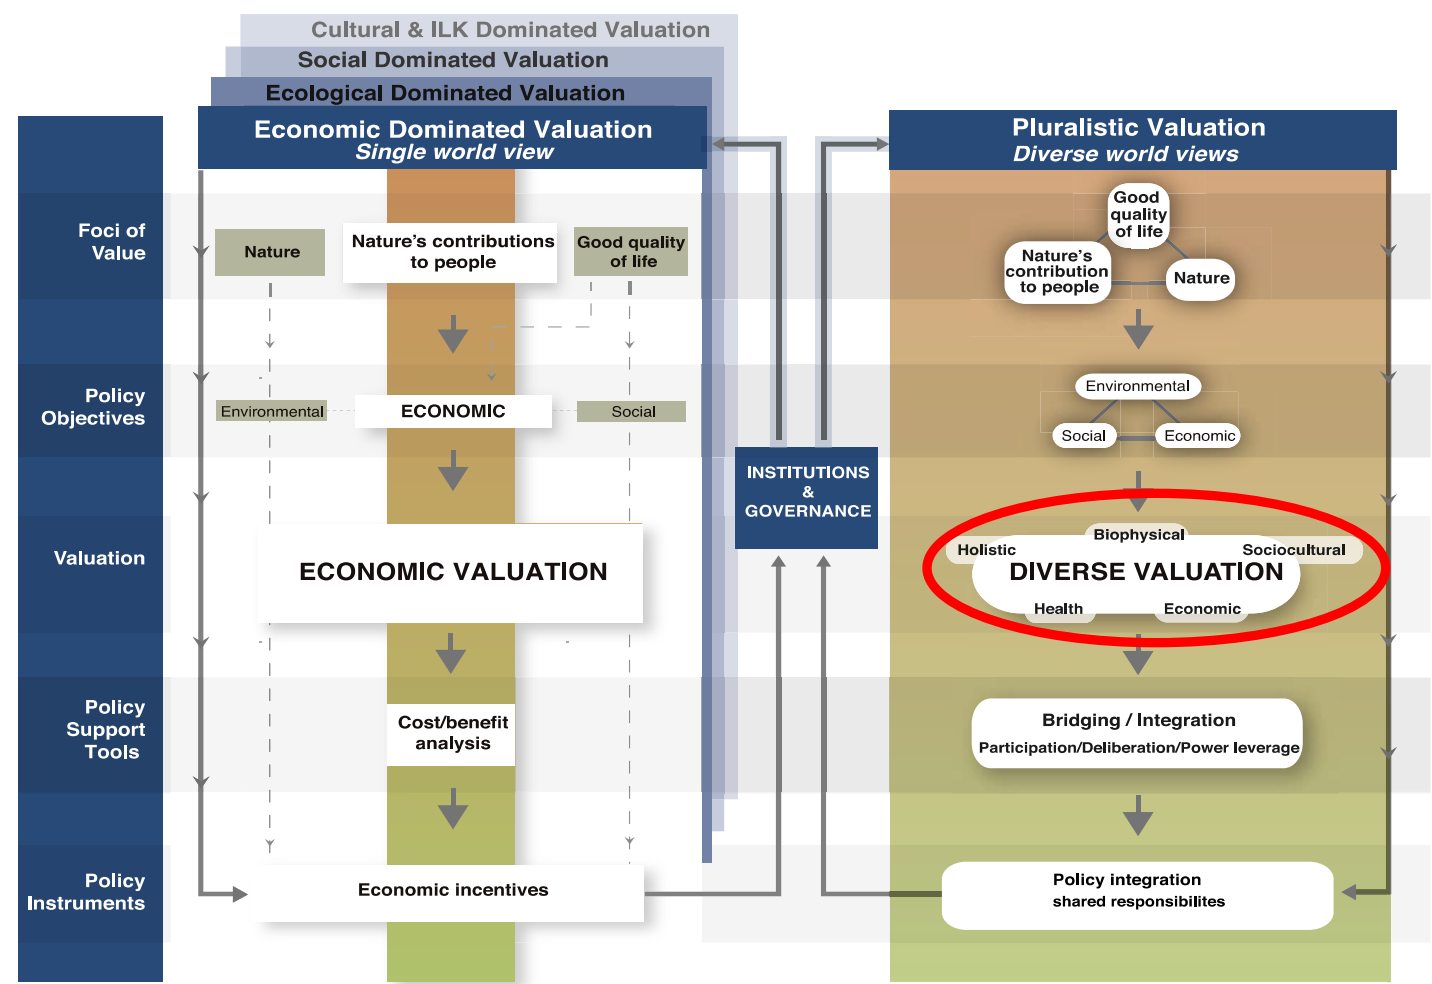 Cultural & ILK Dominated Valuation
Social Dominated Valuation
Ecological Dominated Valuation
Economic Dominated Valuation
Single world view
Pluralistic Valuation
Diverse world views
Foci of
Value
Nature
Nature's contributions
to people
Good quality
of life
Good
quality
of life
Nature's
contribution
to people
Nature
Policy
Objectives
Environmental
ECONOMIC
Social
Environmental
Social
Economic
INSTITUTIONS
&
GOVERNANCE
Valuation
ECONOMIC VALUATION
Biophysical
Holistic
Sociocultural
DIVERSE VALUATION
Health
Economic
Policy
Support
Tools
Cost/benefit
analysis
Bridging / Integration
Participation/Deliberation/Power leverage
Policy
Instruments
Economic incentives
Policy integration
shared responsibilites